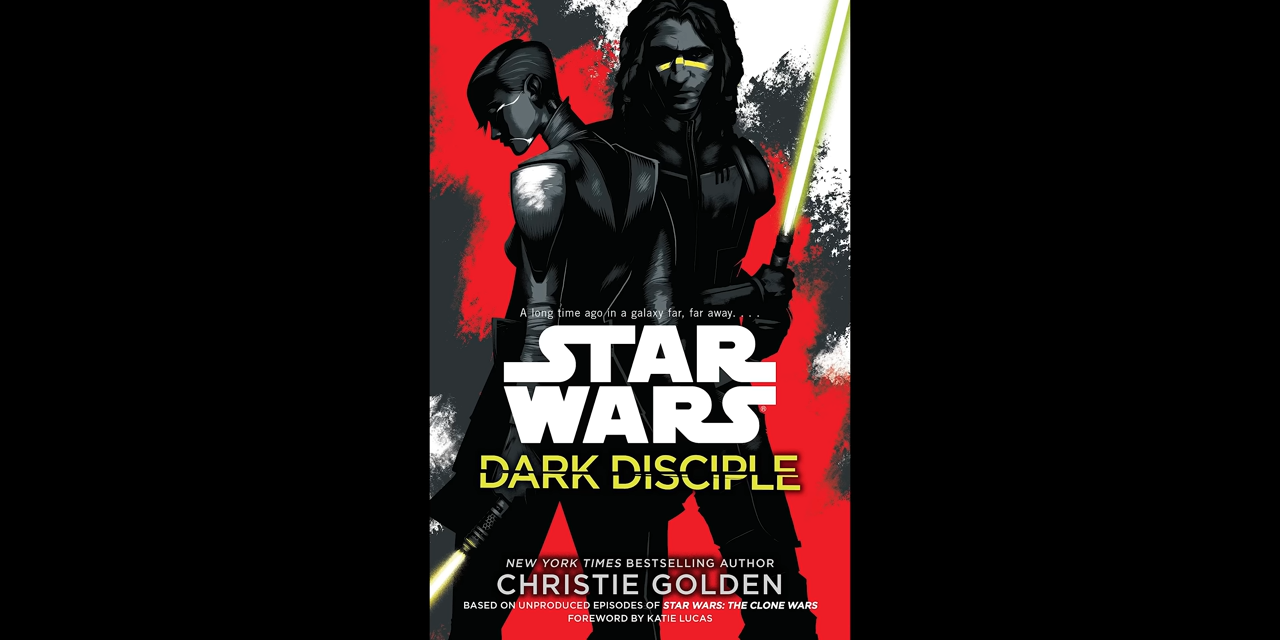 A long time ago in a galaxy far, far away. . . .
STAR
WARS®
DARK DISCIPLE
NEW YORK TIMES BESTSELLING AUTHOR
CHRISTIE GOLDEN
BASED ON UNPRODUCED EPISODES OF STAR WARS: THE CLONE WARS
FOREWORD BY KATIE LUCAS